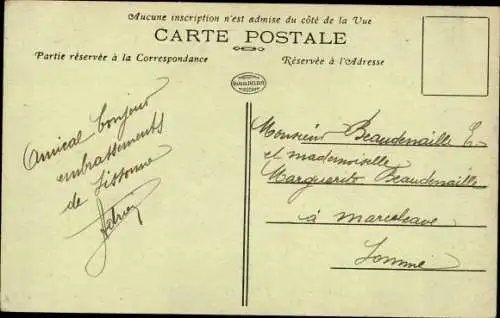 Aucune inscription n'est admise du côté de la Vue
CARTE POSTALE
Partie réservée à la Correspondance
Réservée à l'Adresse
Amical bonjour
embrassements
de Lissonne
Monsieur Beaudenaille E
et mademoiselle
Marguerite Beaudenaille
à Marcelcave
Somme